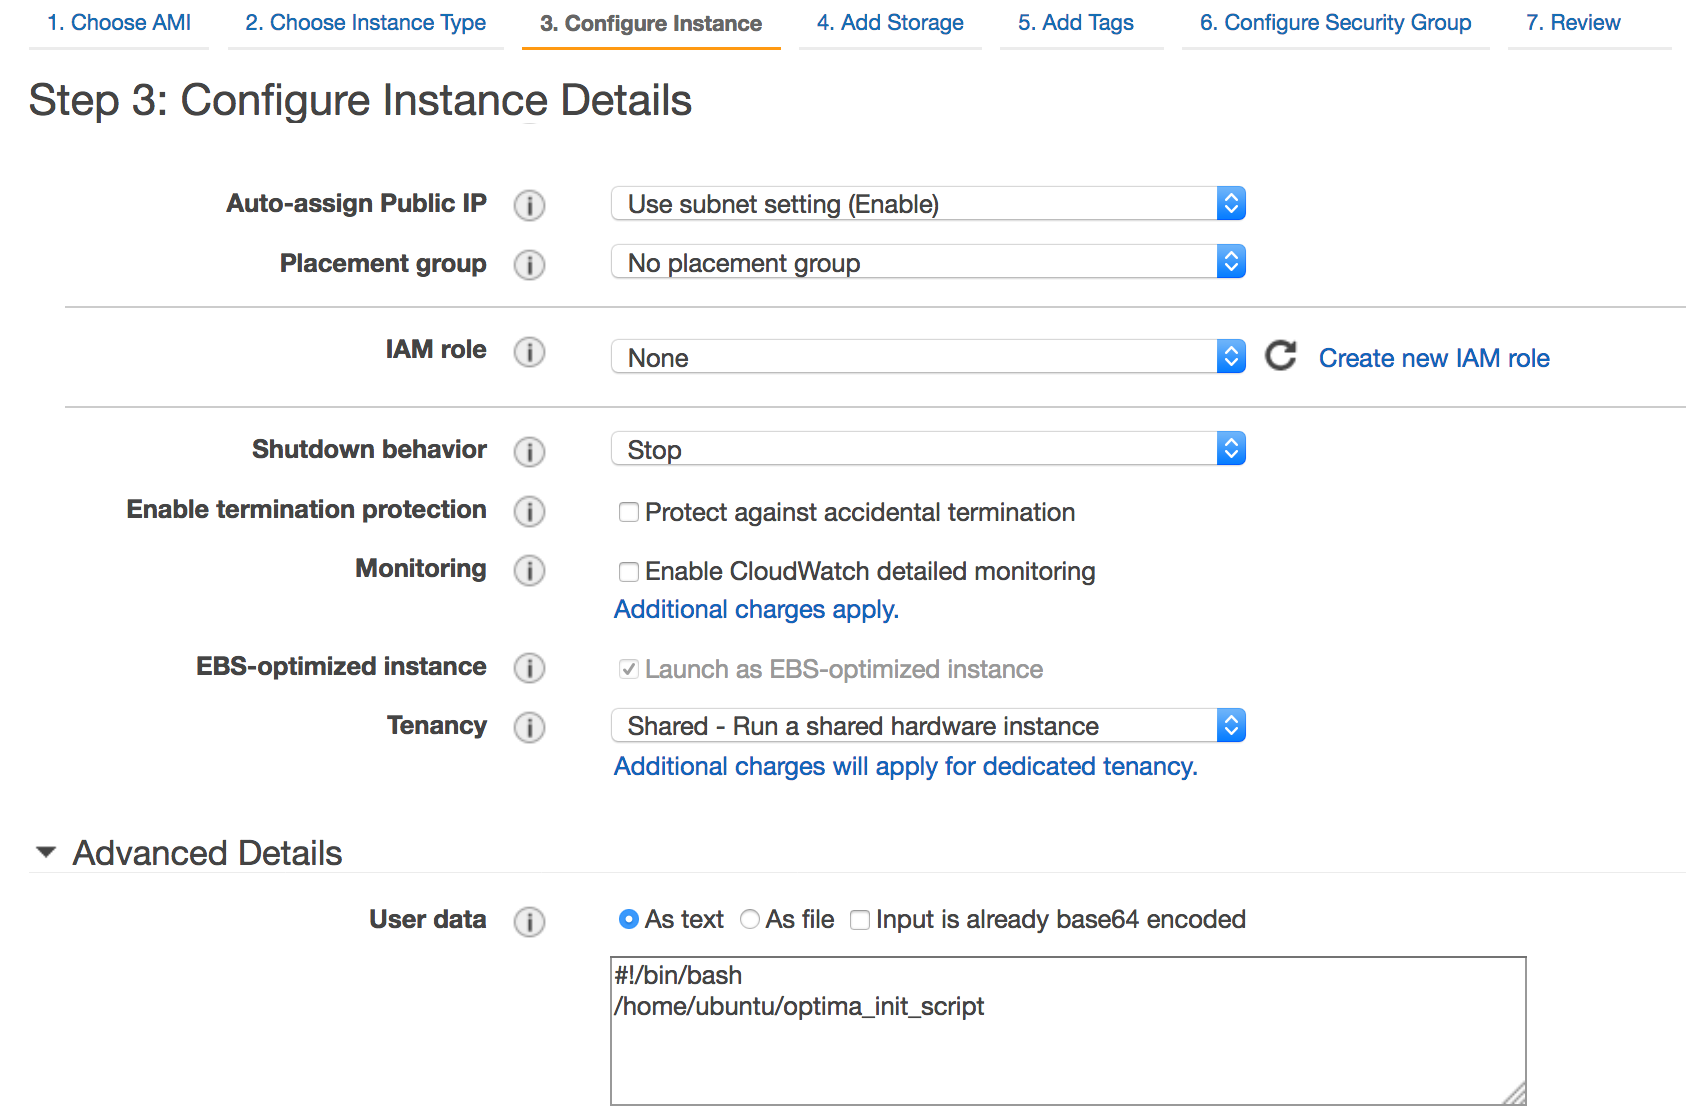 1. Choose AMI 2. Choose Instance Type 3. Configure Instance 4. Add Storage 5. Add Tags 6. Configure Security Group 7. Review
Step 3: Configure Instance Details
Auto-assign Public IP i Use subnet setting (Enable)
Placement group i No placement group
IAM role i None Create new IAM role
Shutdown behavior i Stop
Enable termination protection i Protect against accidental termination
Monitoring i Enable CloudWatch detailed monitoring
Additional charges apply.
EBS-optimized instance i Launch as EBS-optimized instance
Tenancy i Shared - Run a shared hardware instance
Additional charges will apply for dedicated tenancy.
Advanced Details
User data i As text As file Input is already base64 encoded
#!/bin/bash
/home/ubuntu/optima_init_script